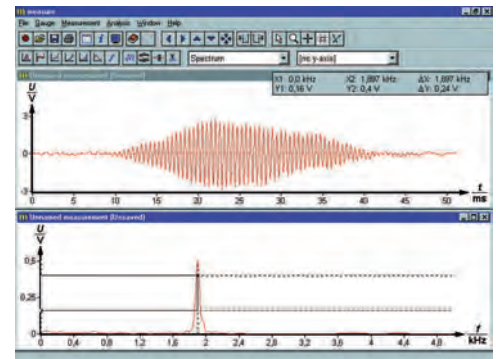 measure
File Gauge Measurement Analysis Window Help
Spectrum [no y-axis]
Unnamed measurement (Unsaved)
X1: 0,0 kHz X2: 1,897 kHz ΔX: 1,897 kHz
Y1: 0,16 V Y2: 0,4 V ΔY: 0,24 V
U
V
3
0
-3
0 5 10 15 20 25 30 35 40 45 50
t
ms
Unnamed measurement (Unsaved)
U
V
0,5
0,25
0
0 0,4 0,8 1,2 1,6 2 2,4 2,8 3,2 3,6 4 4,4 4,8
f
kHz